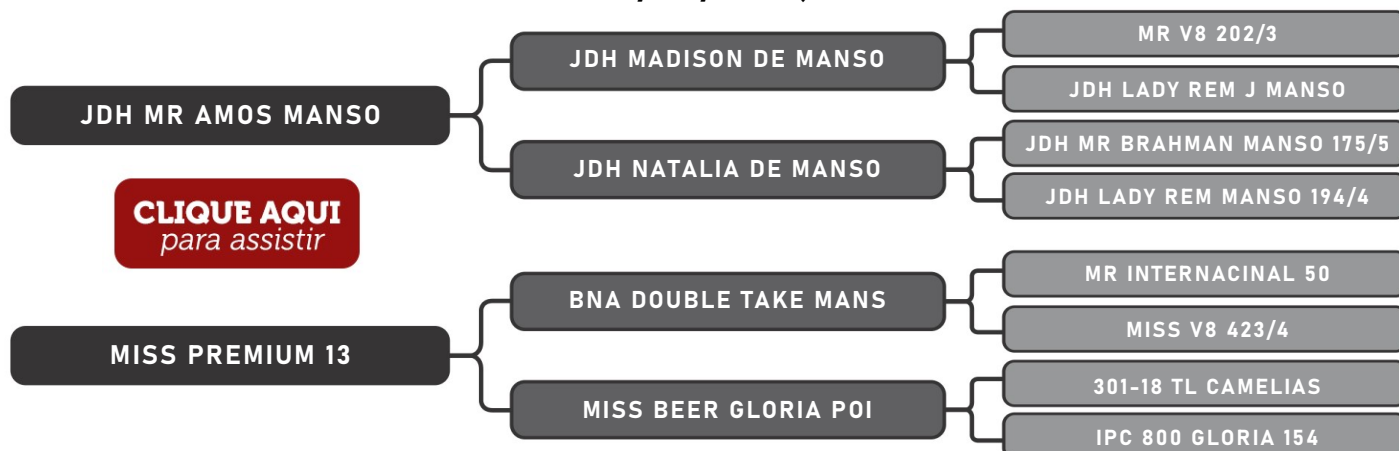 MR V8 202/3
JDH MADISON DE MANSO
JDH LADY REM J MANSO
JDH MR AMOS MANSO
JDH MR BRAHMAN MANSO 175/5
JDH NATALIA DE MANSO
JDH LADY REM MANSO 194/4
CLIQUE AQUI
para assistir
MR INTERNACINAL 50
BNA DOUBLE TAKE MANS
MISS V8 423/4
MISS PREMIUM 13
301-18 TL CAMELIAS
MISS BEER GLORIA POI
IPC 800 GLORIA 154